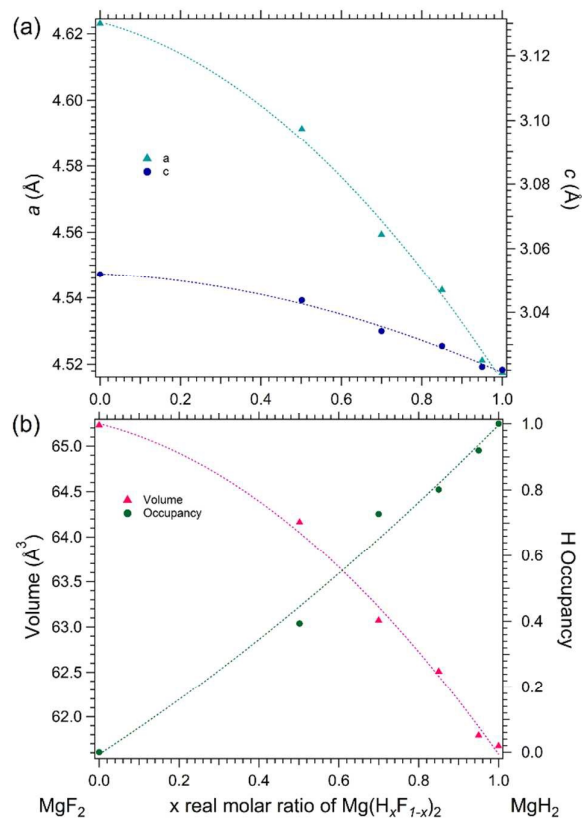 (a)
4.62
4.60
4.58
4.56
4.54
4.52
a (Å)
a
c
3.12
3.10
3.08
3.06
3.04
c (Å)
0.0 0.2 0.4 0.6 0.8 1.0
(b)
65.0
64.5
64.0
63.5
63.0
62.5
62.0
Volume (Å³)
Volume
Occupancy
1.0
0.8
0.6
0.4
0.2
0.0
H Occupancy
0.0 0.2 0.4 0.6 0.8 1.0
MgF₂ x real molar ratio of Mg(HₓF₁₋ₓ)₂ MgH₂